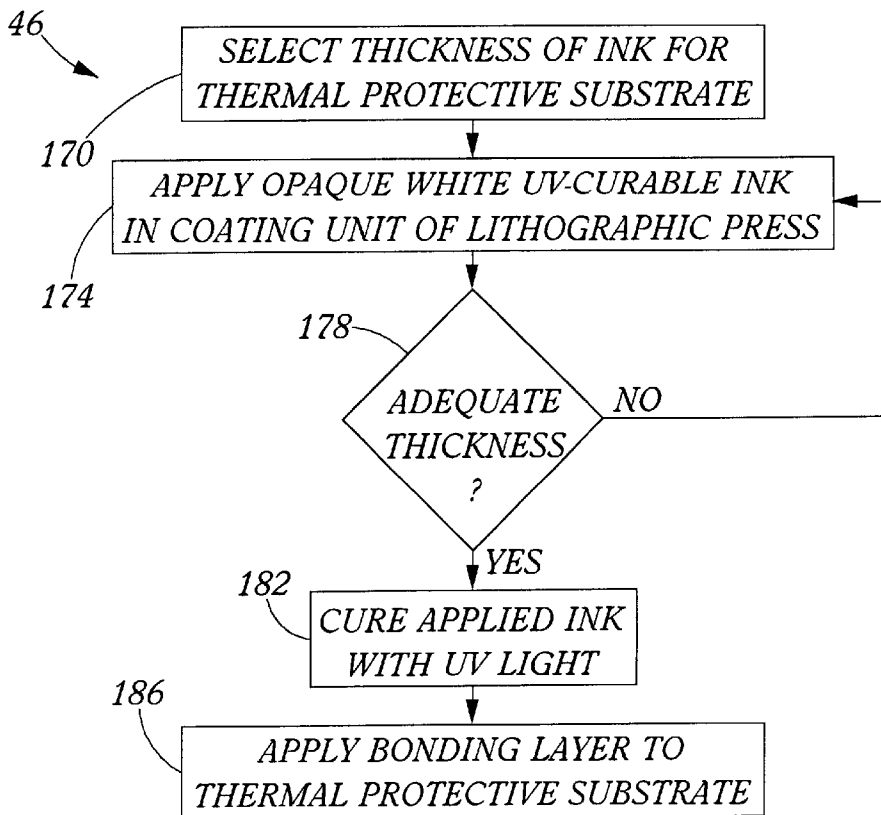 46
SELECT THICKNESS OF INK FOR
THERMAL PROTECTIVE SUBSTRATE
170
APPLY OPAQUE WHITE UV-CURABLE INK
IN COATING UNIT OF LITHOGRAPHIC PRESS
174
178
ADEQUATE
THICKNESS
?
NO
YES
182
CURE APPLIED INK
WITH UV LIGHT
186
APPLY BONDING LAYER TO
THERMAL PROTECTIVE SUBSTRATE